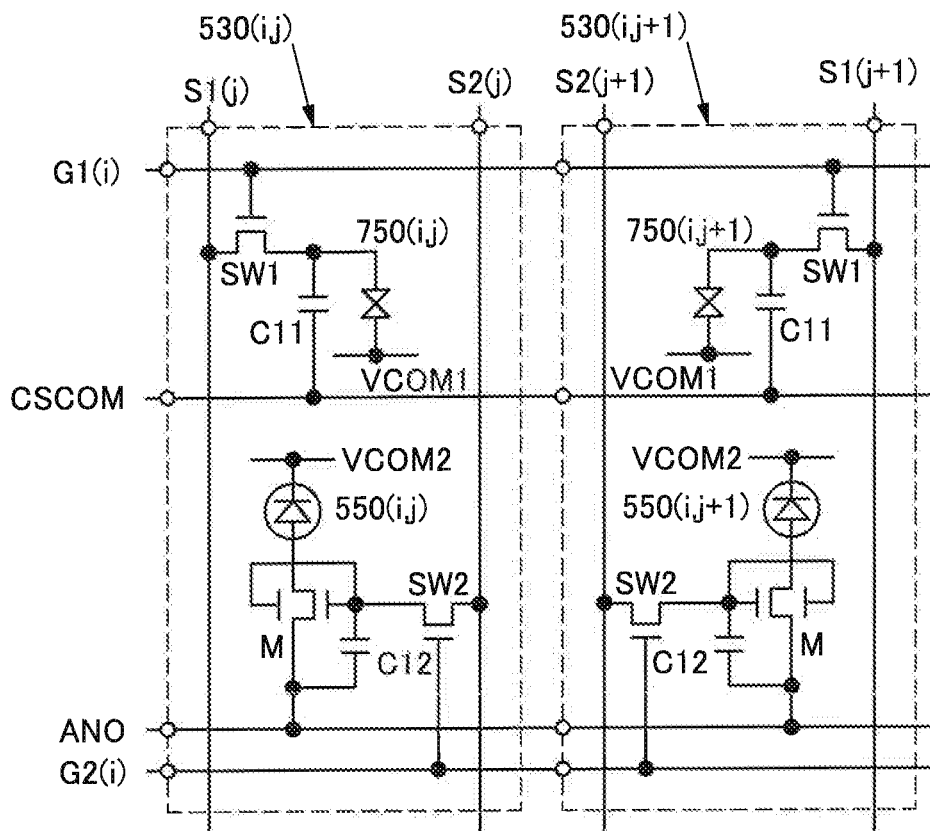 530(i,j) 530(i,j+1)
S1(j) S2(j) S2(j+1) S1(j+1)
G1(i)
750(i,j) 750(i,j+1)
SW1 SW1
C11 C11
VCOM1 VCOM1
CSCOM
VCOM2 VCOM2
550(i,j) 550(i,j+1)
SW2 SW2
M C12 C12 M
ANO
G2(i)